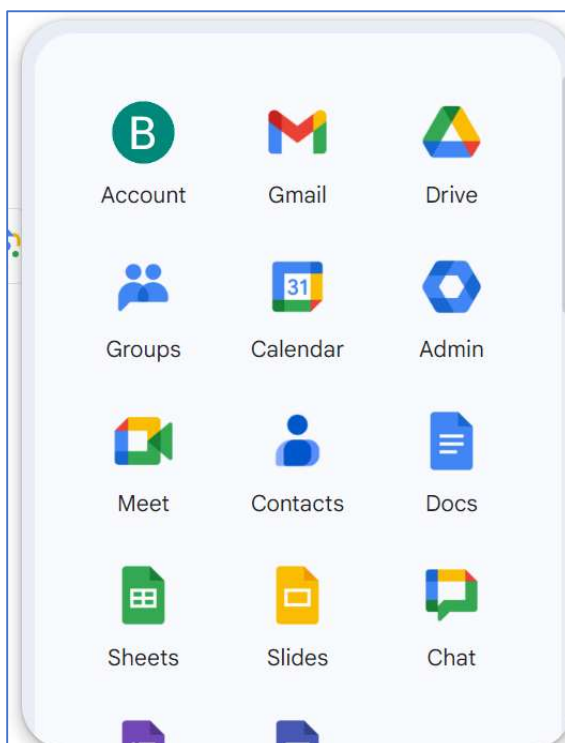 B
Account Gmail Drive
31
Groups Calendar Admin
Meet Contacts Docs
Sheets Slides Chat